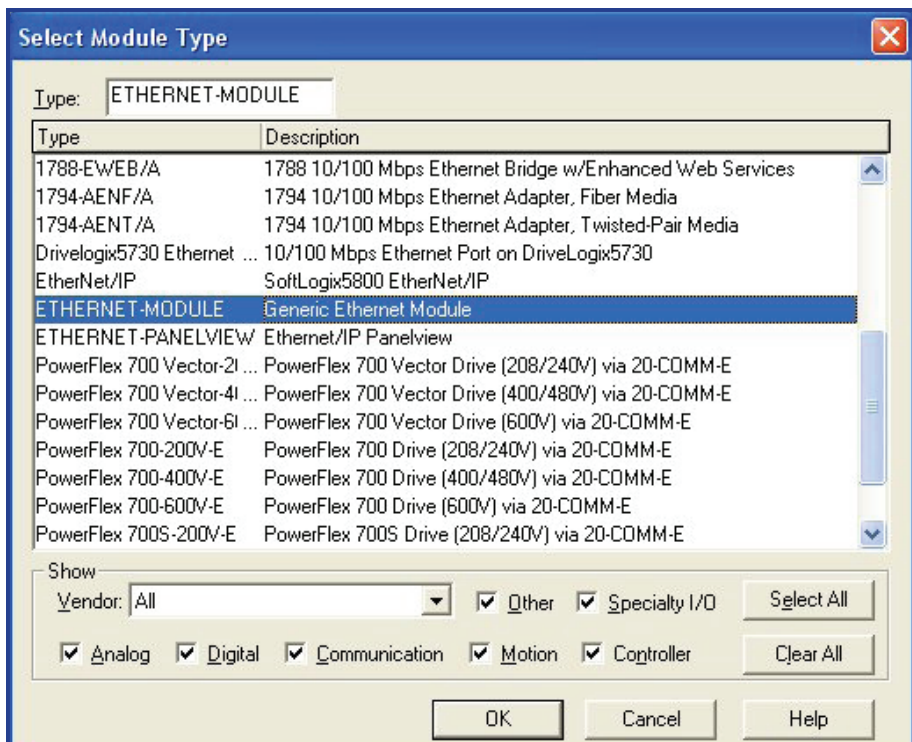 Select Module Type
Type: ETHERNET-MODULE
Type Description
1788-EWEB/A 1788 10/100 Mbps Ethernet Bridge w/Enhanced Web Services
1794-AENF/A 1794 10/100 Mbps Ethernet Adapter, Fiber Media
1794-AENT/A 1794 10/100 Mbps Ethernet Adapter, Twisted-Pair Media
Drivelogix5730 Ethernet ... 10/100 Mbps Ethernet Port on DriveLogix5730
EtherNet/IP SoftLogix5800 EtherNet/IP
ETHERNET-MODULE Generic Ethernet Module
ETHERNET-PANELVIEW Ethernet/IP Panelview
PowerFlex 700 Vector-2( ... PowerFlex 700 Vector Drive (208/240V) via 20-COMM-E
PowerFlex 700 Vector-4( ... PowerFlex 700 Vector Drive (400/480V) via 20-COMM-E
PowerFlex 700 Vector-6( ... PowerFlex 700 Vector Drive (600V) via 20-COMM-E
PowerFlex 700-200V-E PowerFlex 700 Drive (208/240V) via 20-COMM-E
PowerFlex 700-400V-E PowerFlex 700 Drive (400/480V) via 20-COMM-E
PowerFlex 700-600V-E PowerFlex 700 Drive (600V) via 20-COMM-E
PowerFlex 700S-200V-E PowerFlex 700S Drive (208/240V) via 20-COMM-E
Show
Vendor: All Other Specialty I/O Select All
Analog Digital Communication Motion Controller Clear All
OK Cancel Help